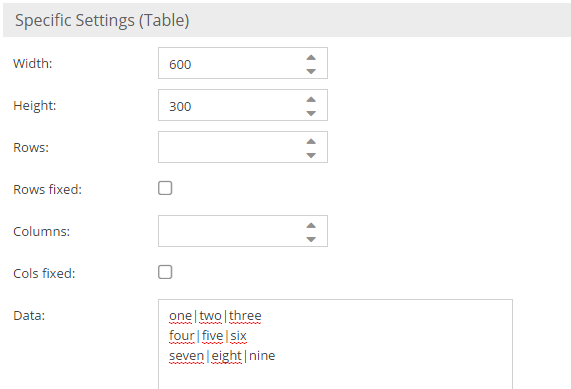 Specific Settings (Table)
Width: 600
Height: 300
Rows:
Rows fixed:
Columns:
Cols fixed:
Data: one|two|three
four|five|six
seven|eight|nine